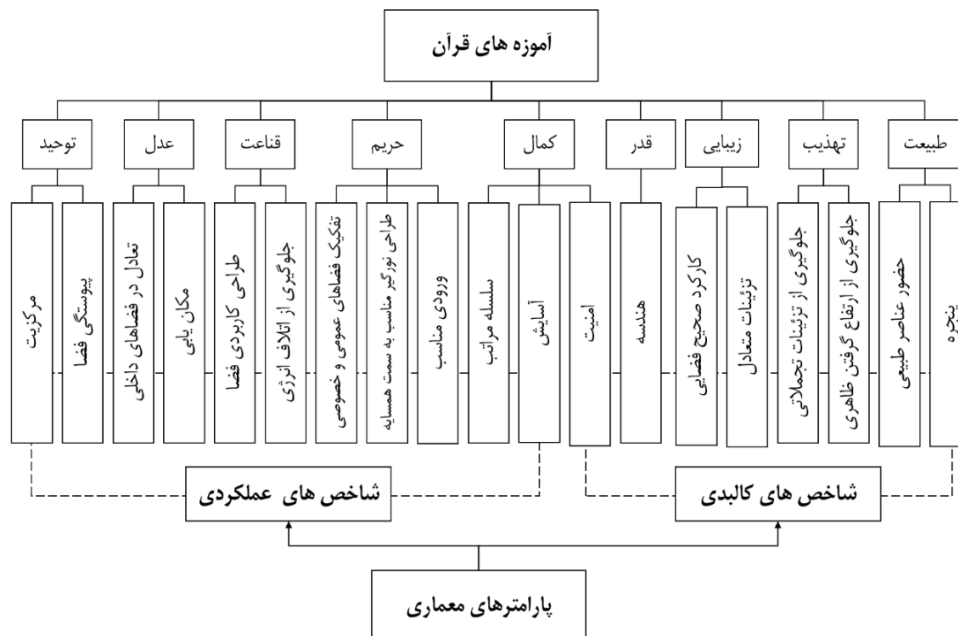 آموزه های قرآن
طبیعت
تهذیب
زیبایی
قدر
کمال
حریم
قناعت
عدل
توحید
پنجره
حضور عناصر طبیعی
جلوگیری از ارتفاع گرفتن ظاهری
جلوگیری از تزئینات تجملاتی
تزئینات متعادل
کارکرد صحیح فضایی
هندسه
امنیت
آسایش
سلسله مراتب
ورودی مناسب
طراحی نورگیر مناسب به سمت همسایه
تفکیک فضاهای عمومی و خصوصی
جلوگیری از اتلاف انرژی
طراحی کاربردی فضا
مکان یابی
تعادل در فضاهای داخلی
پیوستگی فضا
مرکزیت
شاخص های کالبدی
شاخص های عملکردی
پارامترهای معماری